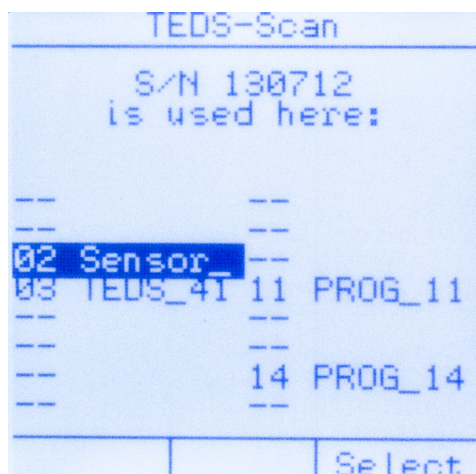 TEDS-Scan
S/N 130712
is used here:
-- --
-- --
02 Sensor_ --
03 TEDS_41 11 PROG_11
-- --
-- 14 PROG_14
-- --
Select